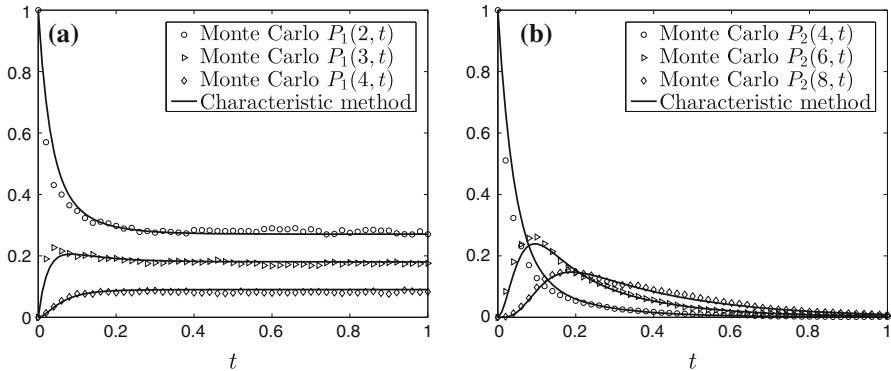 (a)
Monte Carlo P₁(2, t)
Monte Carlo P₁(3, t)
Monte Carlo P₁(4, t)
Characteristic method
1
0.8
0.6
0.4
0.2
0
0 0.2 0.4 0.6 0.8 1
t
(b)
Monte Carlo P₂(4, t)
Monte Carlo P₂(6, t)
Monte Carlo P₂(8, t)
Characteristic method
1
0.8
0.6
0.4
0.2
0
0 0.2 0.4 0.6 0.8 1
t